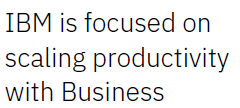 IBM is focused on
scaling productivity
with Business